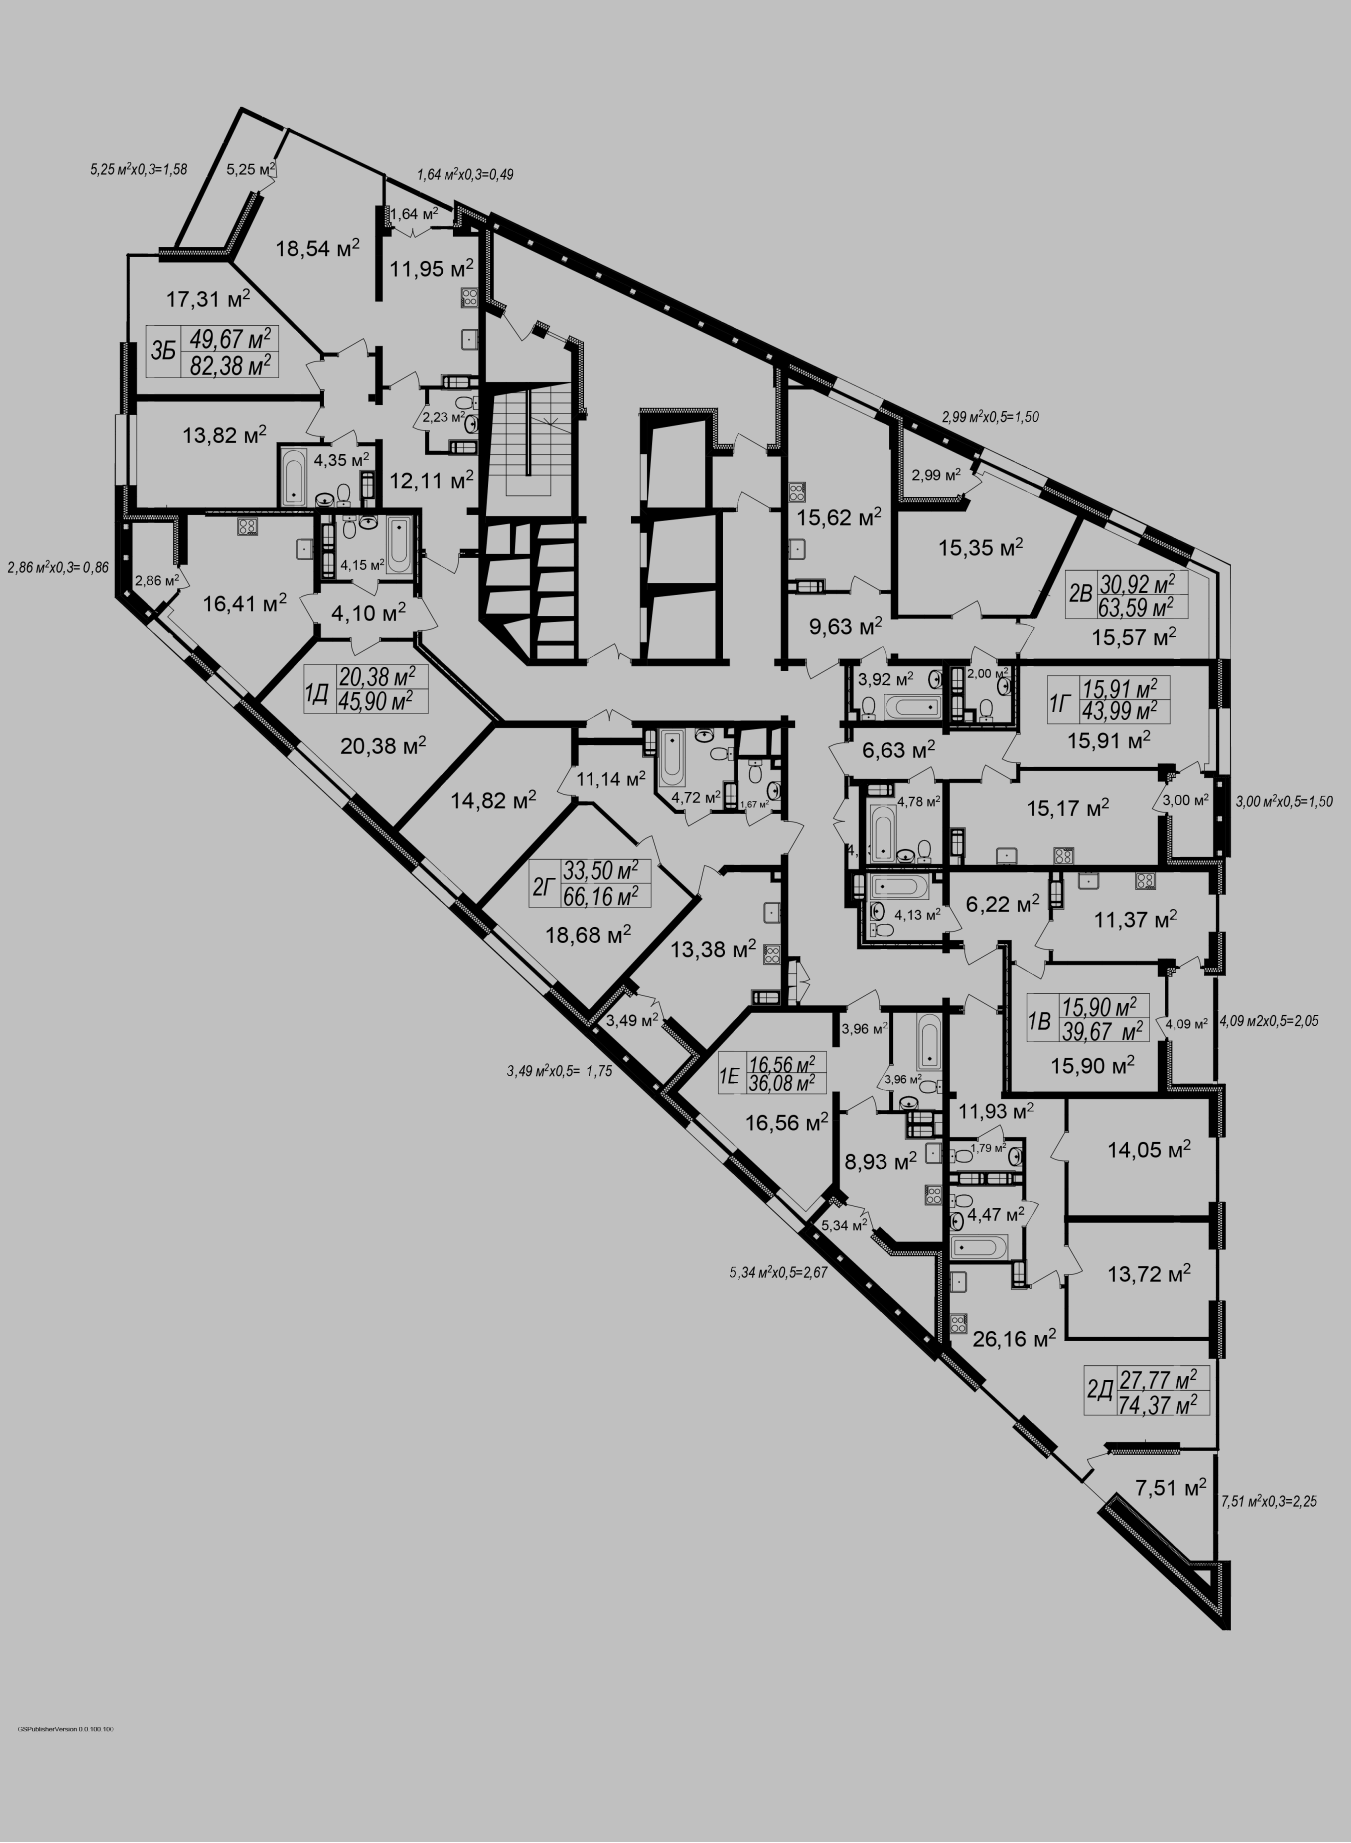 5,25 м²х0,3=1,58
5,25 м²
1,64 м²х0,3=0,49
1,64 м²
18,54 м²
11,95 м²
17,31 м²
3Б
49,67 м²
82,38 м²
2,23 м²
13,82 м²
4,35 м²
12,11 м²
2,99 м²х0,5=1,50
2,99 м²
15,62 м²
15,35 м²
2,86 м²х0,3= 0,86
2,86 м²
4,15 м²
16,41 м²
4,10 м²
9,63 м²
2В
30,92 м²
63,59 м²
15,57 м²
1Д
20,38 м²
45,90 м²
20,38 м²
3,92 м²
2,00 м²
1Г
15,91 м²
43,99 м²
15,91 м²
6,63 м²
11,14 м²
14,82 м²
4,72 м²
1,67 м²
4,78 м²
15,17 м²
3,00 м²
3,00 м²х0,5=1,50
2Г
33,50 м²
66,16 м²
18,68 м²
13,38 м²
4,13 м²
6,22 м²
11,37 м²
3,49 м²
3,49 м²х0,5= 1,75
3,96 м²
3,96 м²
1В
15,90 м²
39,67 м²
15,90 м²
4,09 м²
4,09 м2х0,5=2,05
1Е
16,56 м²
36,08 м²
16,56 м²
8,93 м²
11,93 м²
1,79 м²
14,05 м²
4,47 м²
5,34 м²
5,34 м²х0,5=2,67
13,72 м²
26,16 м²
2Д
27,77 м²
74,37 м²
7,51 м²
7,51 м²х0,3=2,25
GISPublisherVersion 0.0.100.100